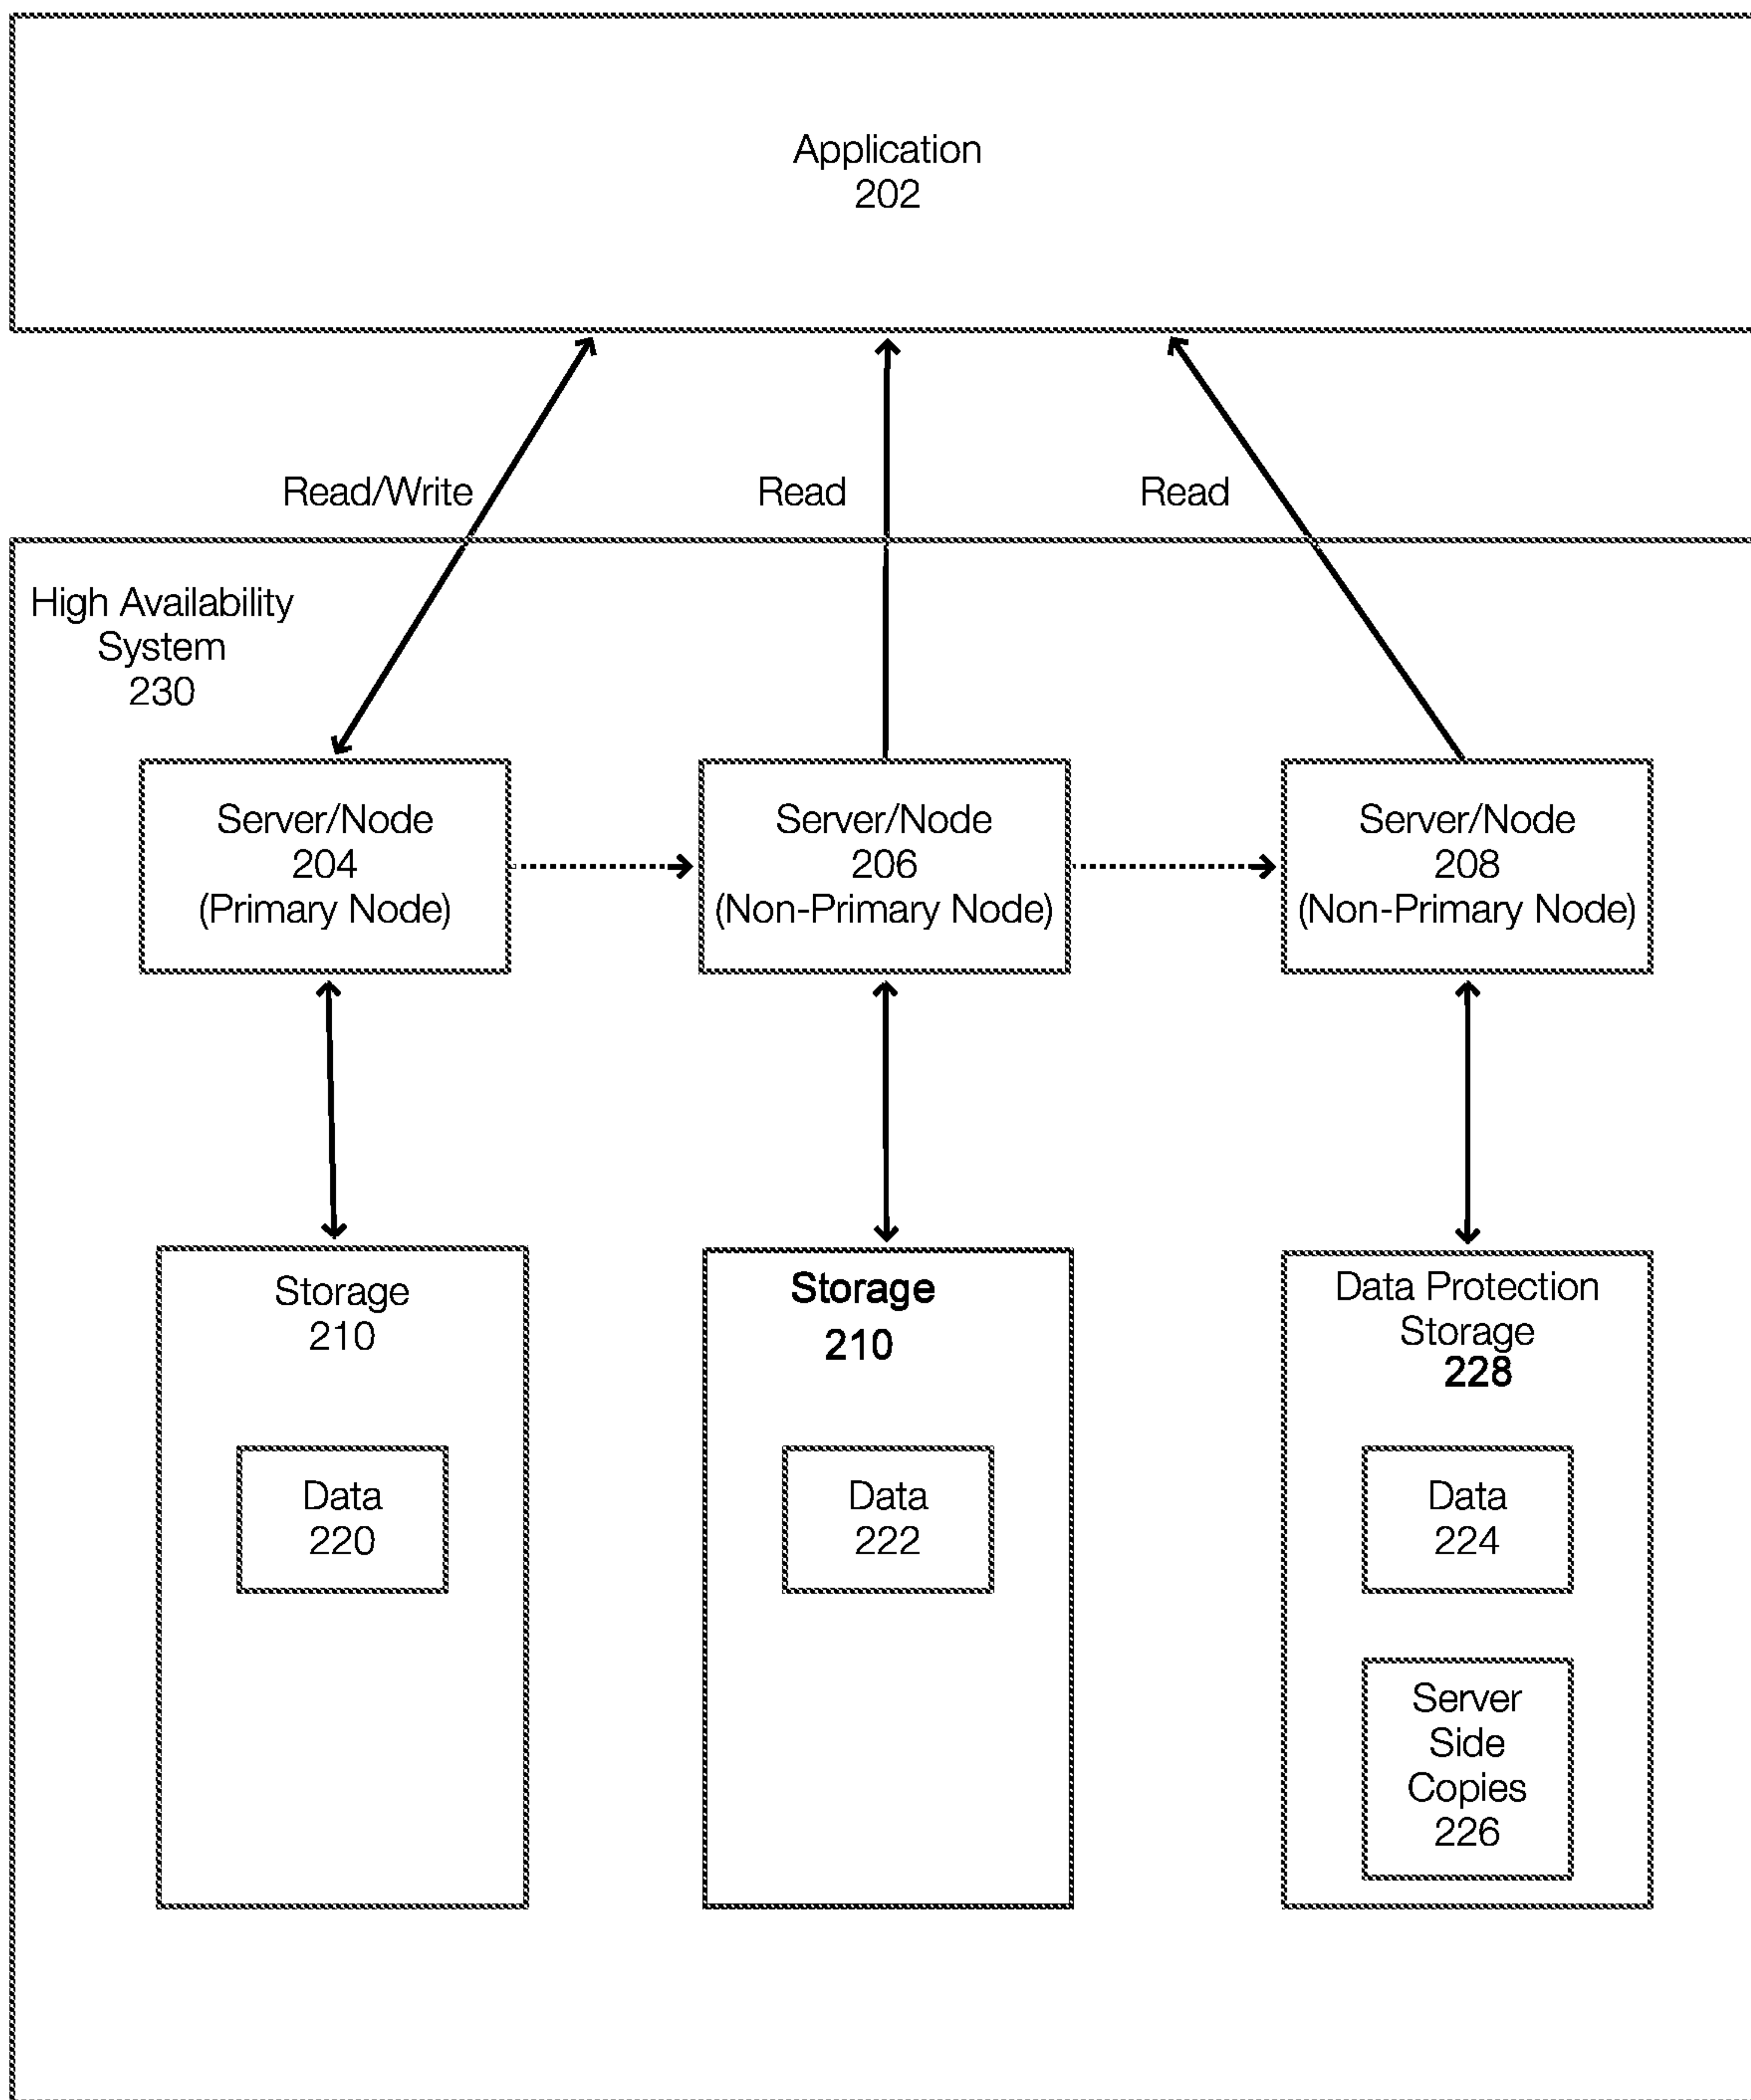 Application
202
Read/Write
Read
Read
High Availability
System
230
Server/Node
204
(Primary Node)
Server/Node
206
(Non-Primary Node)
Server/Node
208
(Non-Primary Node)
Storage
210
Storage
210
Data Protection
Storage
228
Data
220
Data
222
Data
224
Server
Side
Copies
226